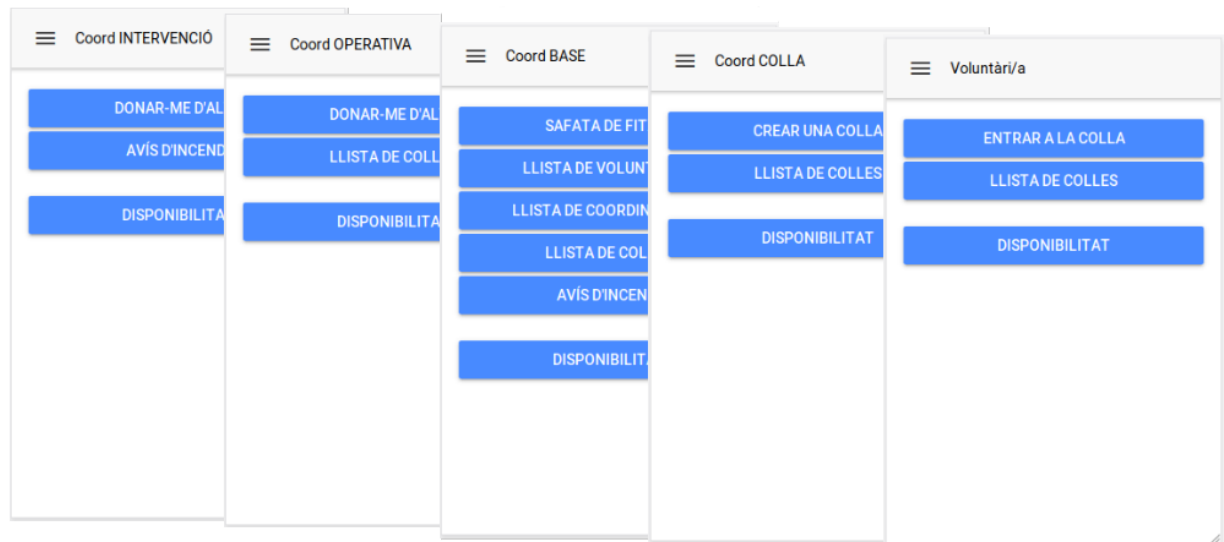 Coord INTERVENCIÓ
DONAR-ME D'AL
AVÍS D'INCEND
DISPONIBILITA
Coord OPERATIVA
DONAR-ME D'AL
LLISTA DE COLL
DISPONIBILITA
Coord BASE
SAFATA DE FIT
LLISTA DE VOLUNT
LLISTA DE COORDIN
LLISTA DE COL
AVÍS D'INCEN
DISPONIBILIT
Coord COLLA
CREAR UNA COLLA
LLISTA DE COLLES
DISPONIBILITAT
Voluntàri/a
ENTRAR A LA COLLA
LLISTA DE COLLES
DISPONIBILITAT